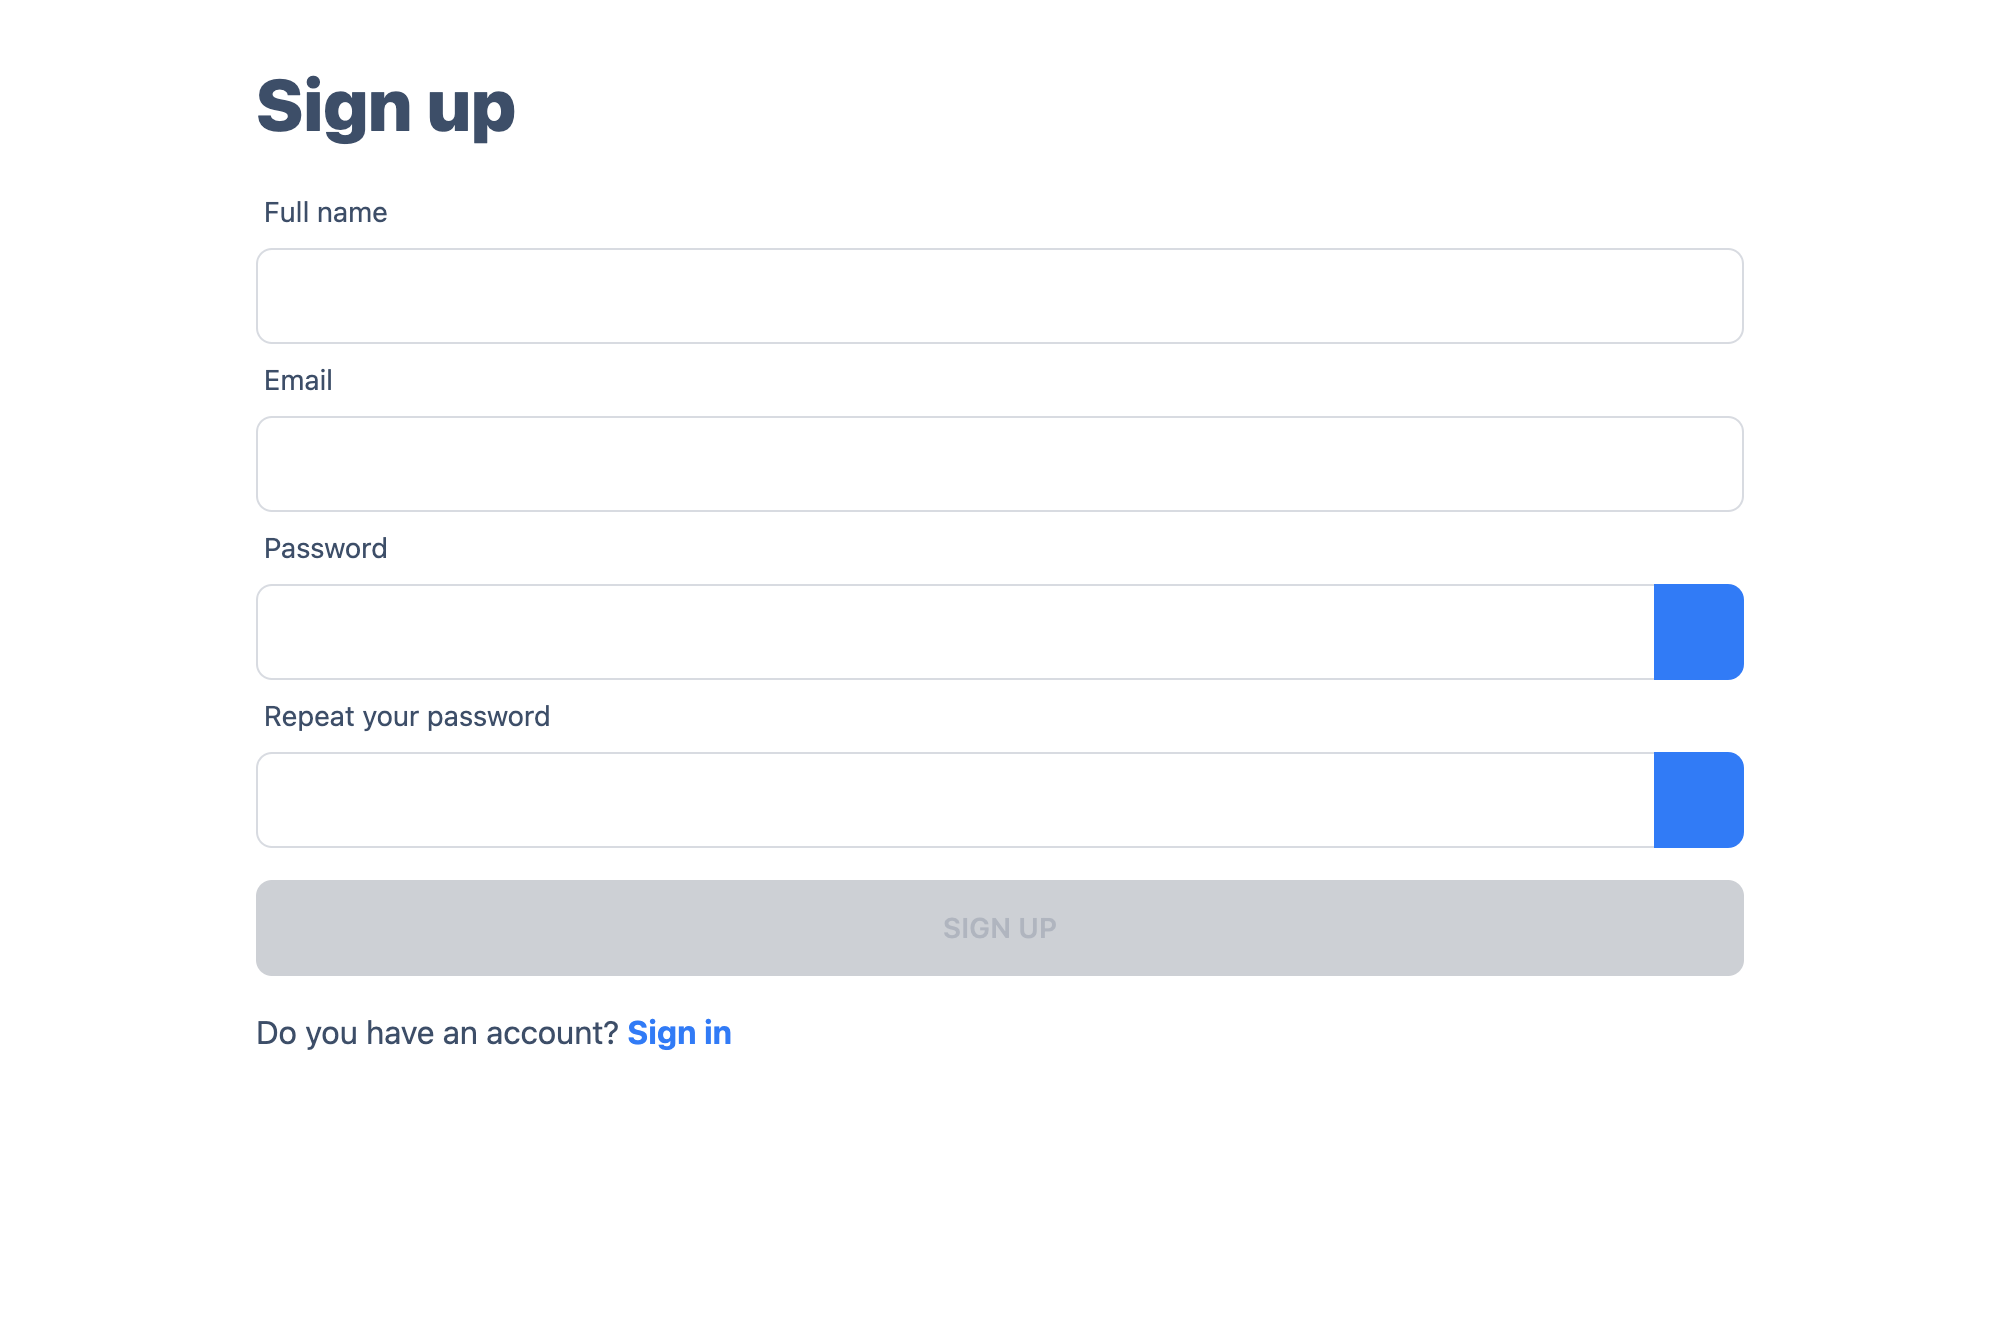 Sign up
Full name
Email
Password
Repeat your password
SIGN UP
Do you have an account? Sign in